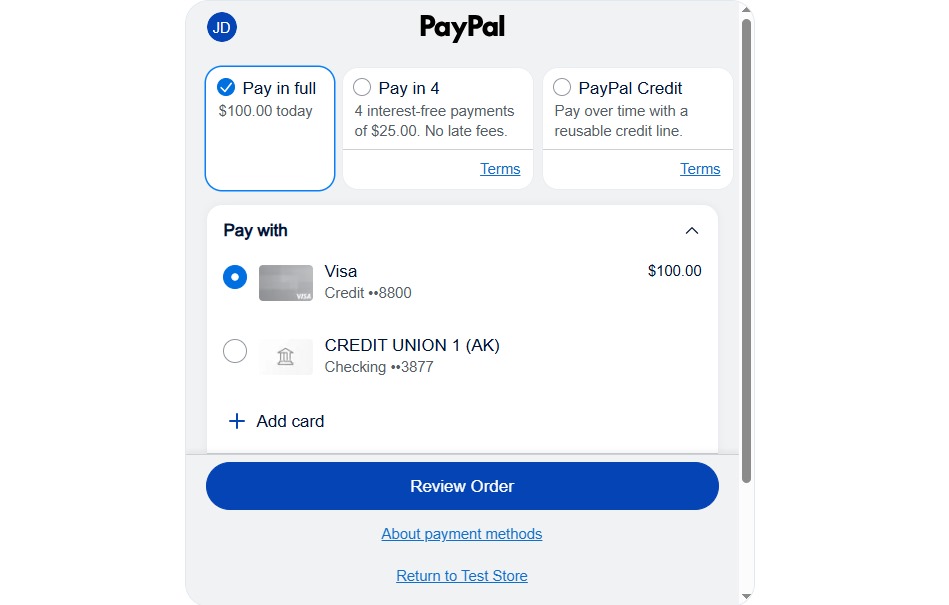 JD
PayPal
Pay in full
$100.00 today
Pay in 4
4 interest-free payments
of $25.00. No late fees.
Terms
PayPal Credit
Pay over time with a
reusable credit line.
Terms
Pay with
Visa
$100.00
Credit ••8800
VISA
CREDIT UNION 1 (AK)
Checking ••3877
+ Add card
Review Order
About payment methods
Return to Test Store